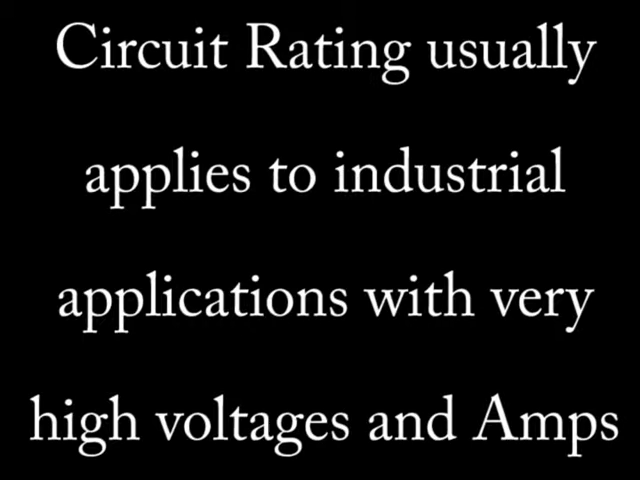 Circuit Rating usually
applies to industrial
applications with very
high voltages and Amps